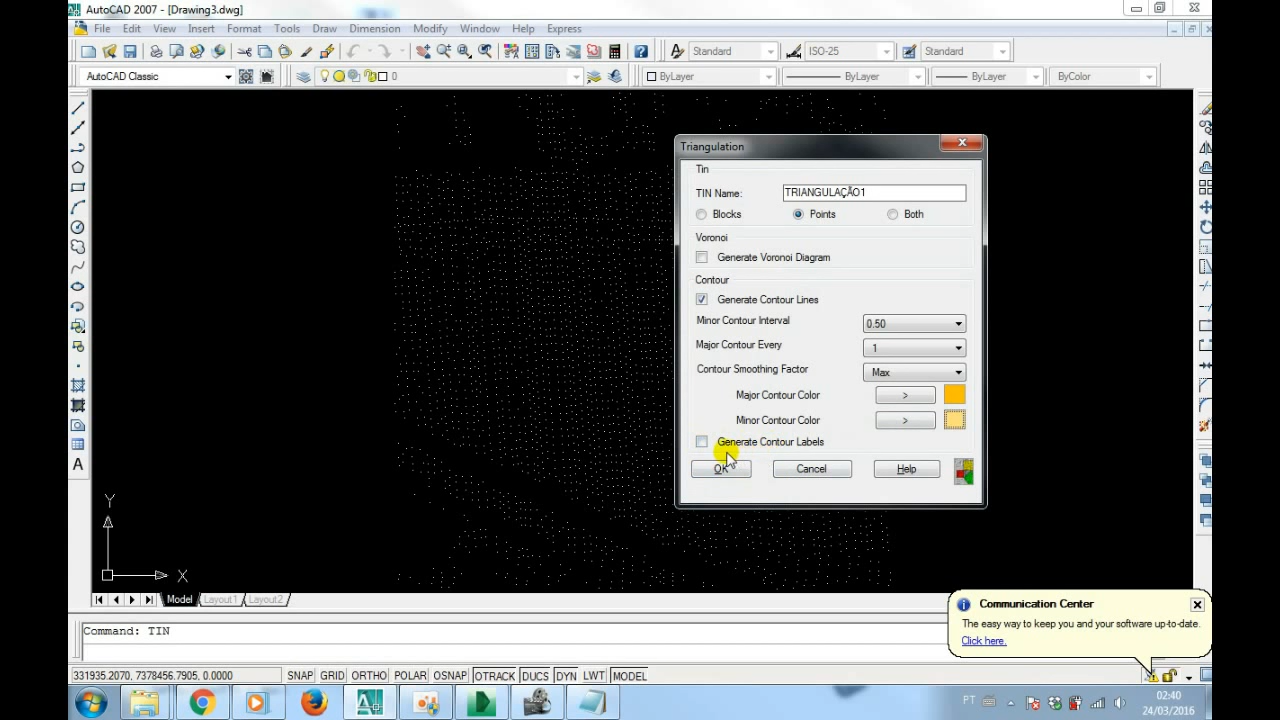 AutoCAD 2007 - [Drawing3.dwg]
File Edit View Insert Format Tools Draw Dimension Modify Window Help Express
Standard ISO-25 Standard
AutoCAD Classic 0 ByLayer ByLayer ByLayer ByColor
Triangulation
Tin
TIN Name: TRIANGULAÇÃO1
Blocks Points Both
Voronoi
Generate Voronoi Diagram
Contour
Generate Contour Lines
Minor Contour Interval 0.50
Major Contour Every 1
Contour Smoothing Factor Max
Major Contour Color >
Minor Contour Color >
Generate Contour Labels
OK Cancel Help
A
Y
X
Model Layout1 Layout2
Command: TIN
Communication Center
The easy way to keep you and your software up-to-date.
Click here.
331935.2070, 7378456.7905, 0.0000 SNAP GRID ORTHO POLAR OSNAP OTRACK DUCS DYN LWT MODEL
PT 02:40
24/03/2016